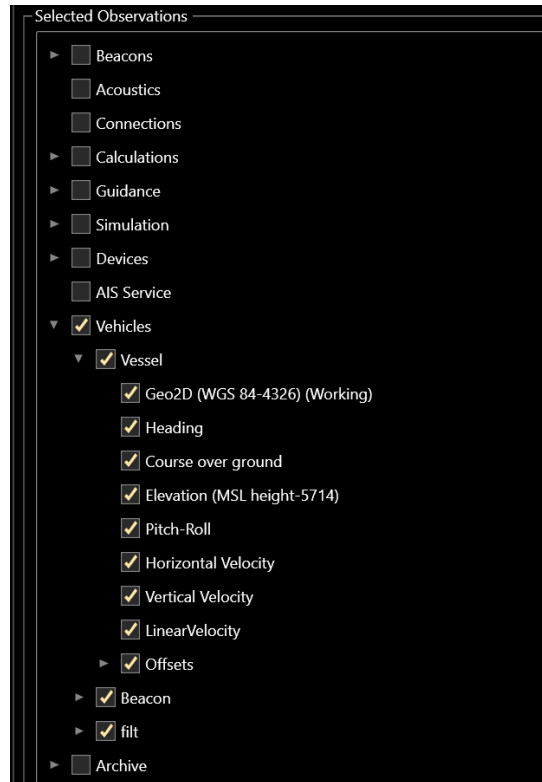 Selected Observations
Beacons
Acoustics
Connections
Calculations
Guidance
Simulation
Devices
AIS Service
Vehicles
Vessel
Geo2D (WGS 84-4326) (Working)
Heading
Course over ground
Elevation (MSL height-5714)
Pitch-Roll
Horizontal Velocity
Vertical Velocity
LinearVelocity
Offsets
Beacon
filt
Archive